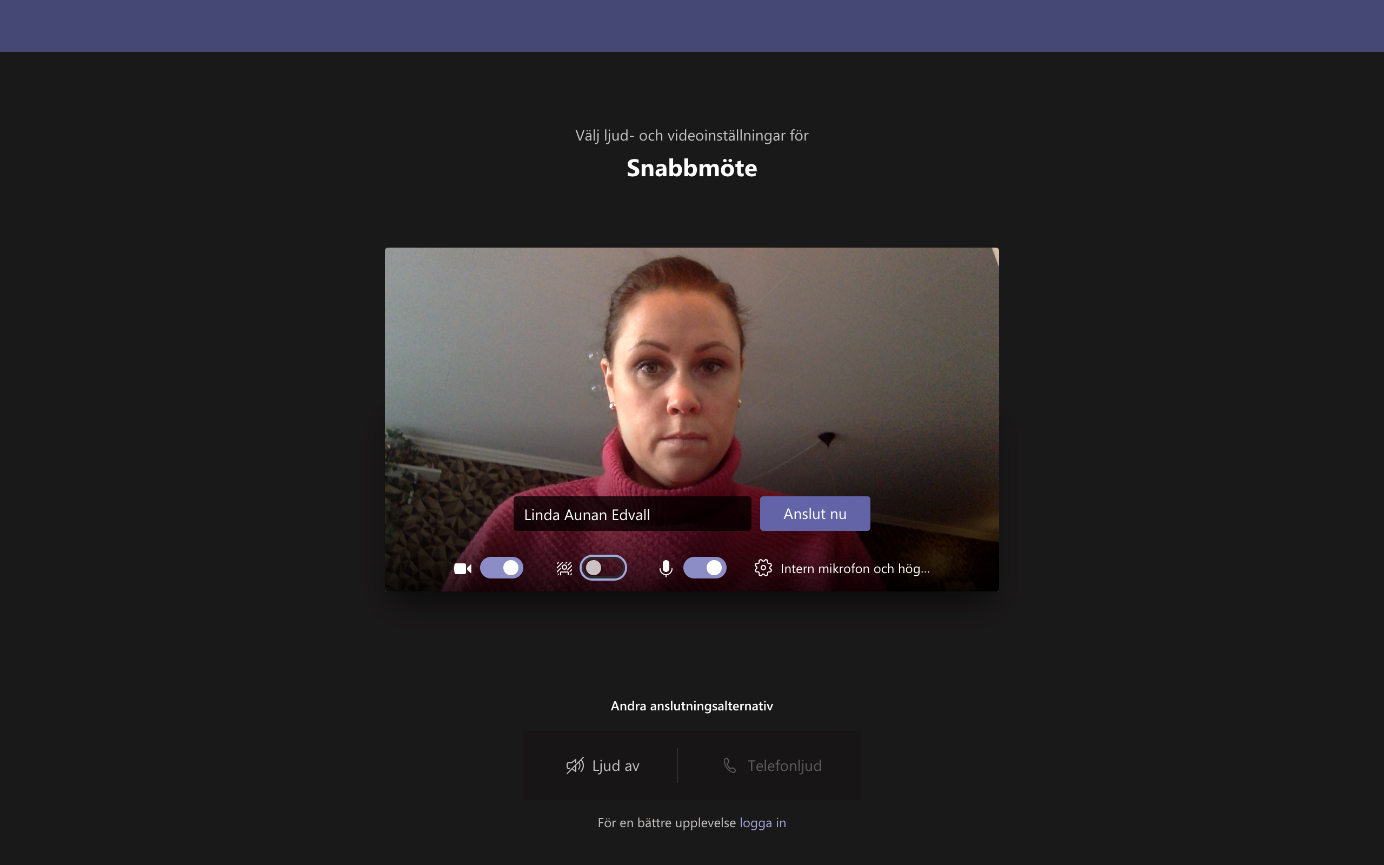 Välj ljud- och videoinställningar för
Snabbmöte
Linda Aunan Edvall
Anslut nu
Intern mikrofon och hög...
Andra anslutningsalternativ
Ljud av
Telefonljud
För en bättre upplevelse logga in